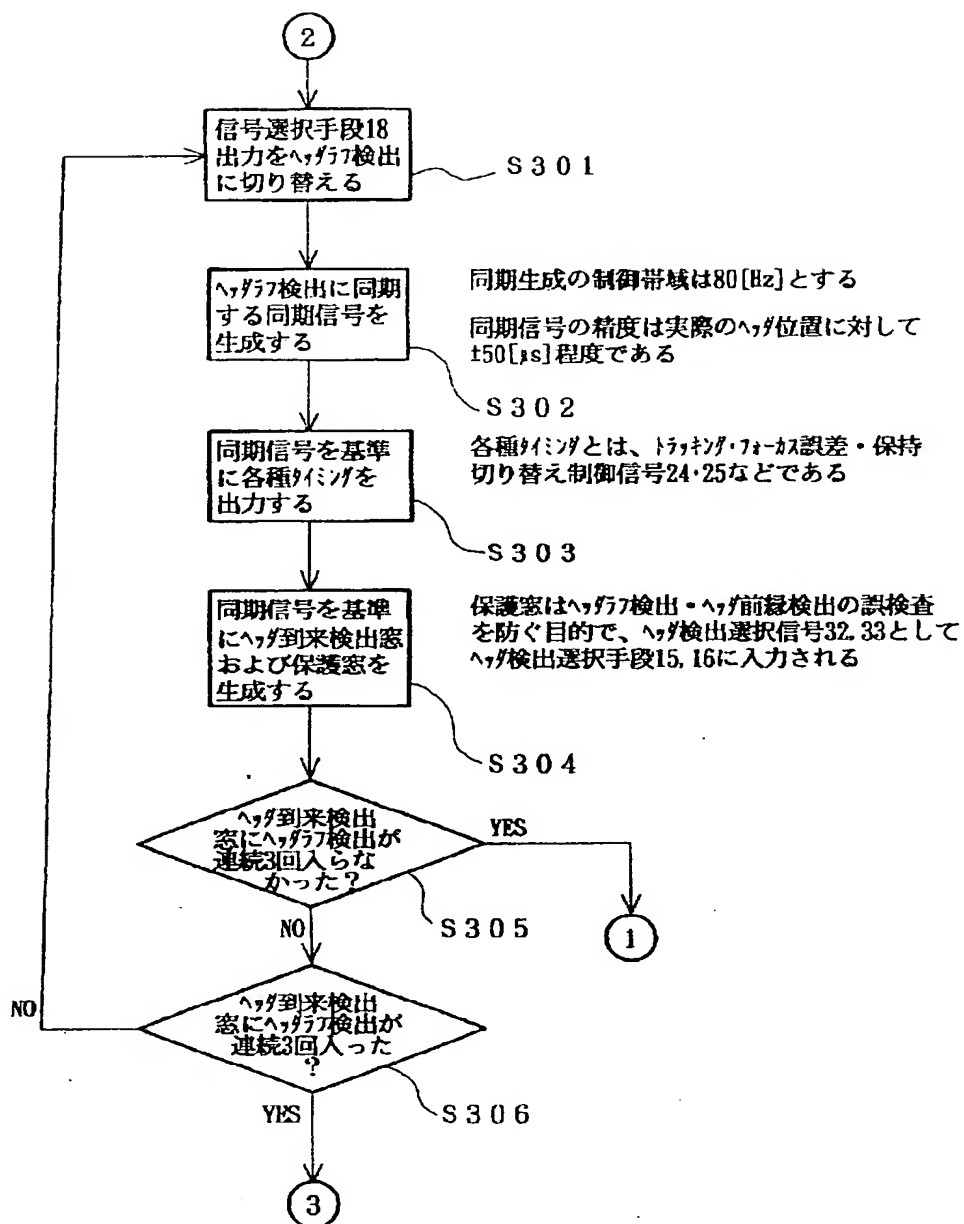 2
信号選択手段18
出力をヘッダラフ検出
に切り替える
S301
ヘッダラフ検出に同期
する同期信号を
生成する
同期生成の制御帯域は80[Hz]とする
同期信号の精度は実際のヘッダ位置に対して
±50[μs]程度である
S302
同期信号を基準
に各種タイミングを
出力する
各種タイミングとは、トラッキング・フォーカス誤差・保持
切り替え制御信号24・25などである
S303
同期信号を基準
にヘッダ到来検出窓
および保護窓を
生成する
保護窓はヘッダラフ検出・ヘッダ前縁検出の誤検査
を防ぐ目的で、ヘッダ検出選択信号32,33として
ヘッダ検出選択手段15,16に入力される
S304
ヘッダ到来検出
窓にヘッダラフ検出が
連続3回入らな
かった?
YES
S305
1
NO
ヘッダ到来検出
窓にヘッダラフ検出が
連続3回入った
?
NO
S306
YES
3